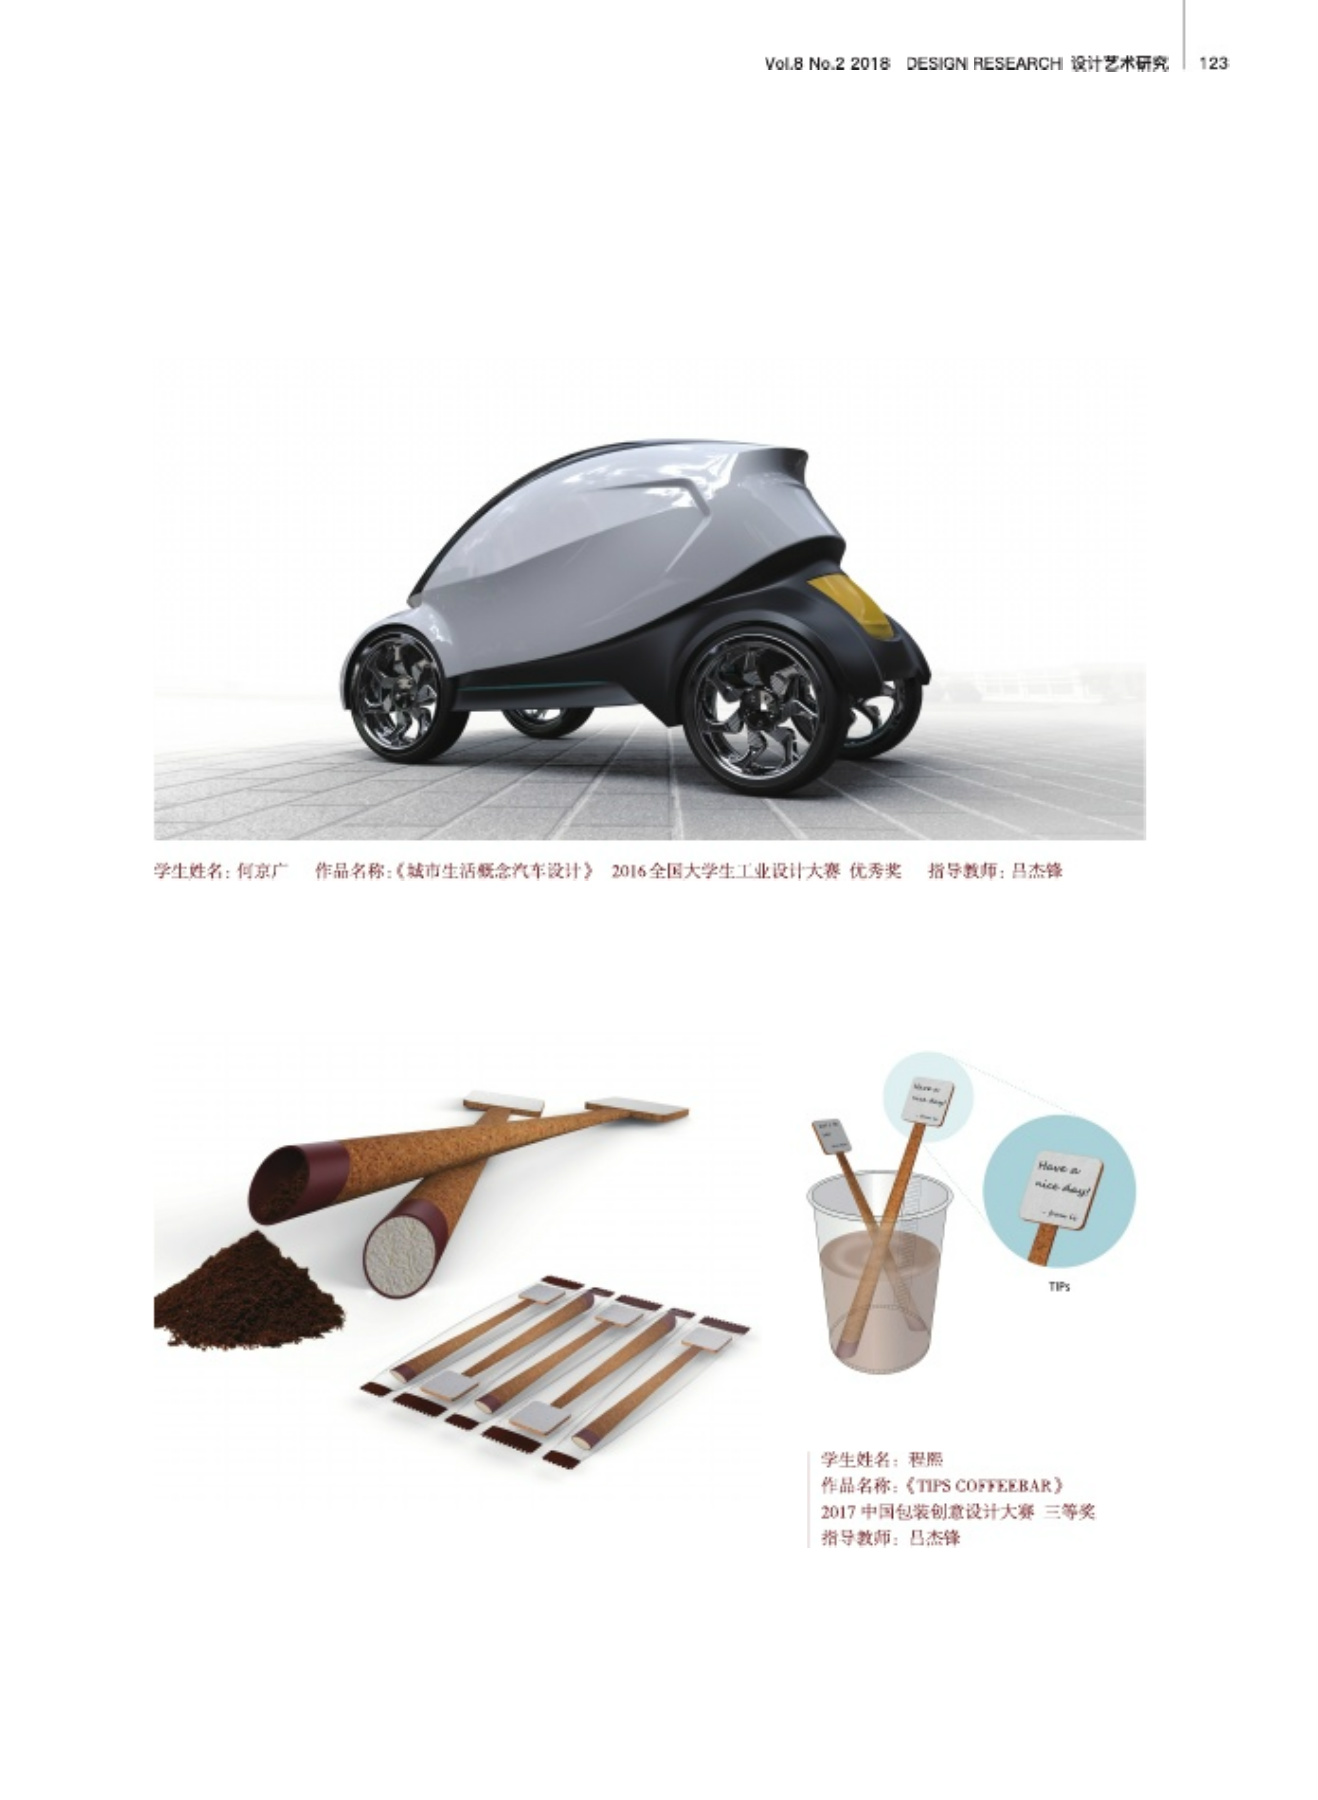 Vol.8 No.2 2018 DESIGN RESEARCH 设计艺术研究 123
学生姓名：何京广 作品名称：《城市生活概念汽车设计》 2016全国大学生工业设计大赛 优秀奖 指导教师：吕杰锋
Have a
nice day!
Have a
nice day!
TIPs
学生姓名：程熙
作品名称：《TIPS COFFEEBAR》
2017 中国包装创意设计大赛 三等奖
指导教师：吕杰锋